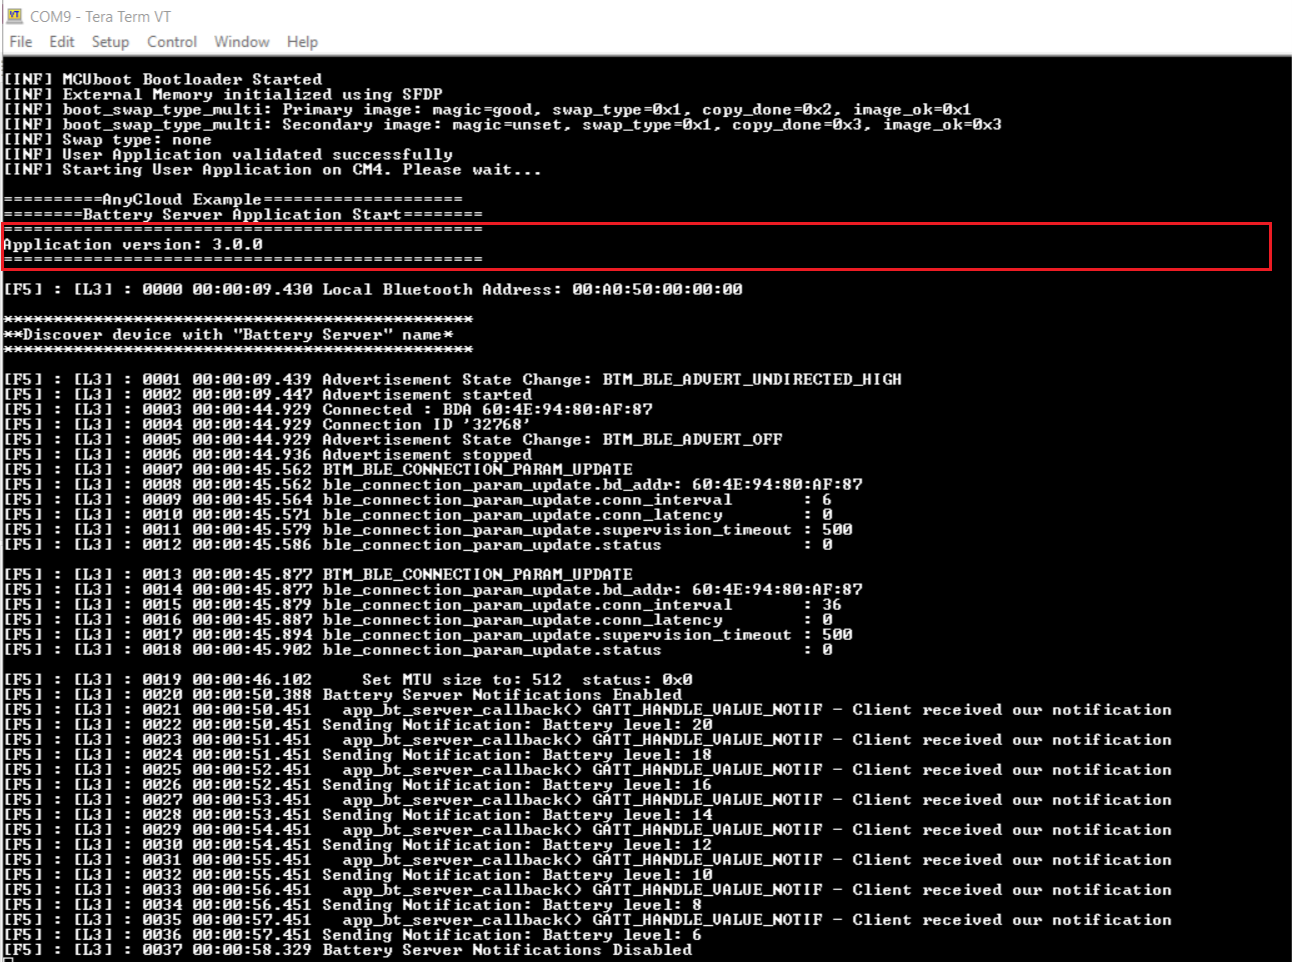 COM9 - Tera Term VT
File Edit Setup Control Window Help
[INF] MCUboot Bootloader Started
[INF] External Memory initialized using SFDP
[INF] boot_swap_type_multi: Primary image: magic=good, swap_type=0x1, copy_done=0x2, image_ok=0x1
[INF] boot_swap_type_multi: Secondary image: magic=unset, swap_type=0x1, copy_done=0x3, image_ok=0x3
[INF] Swap type: none
[INF] User Application validated successfully
[INF] Starting User Application on CM4. Please wait...
==========AnyCloud Example====================
========Battery Server Application Start========
================================================
Application version: 3.0.0
================================================
[F5] : [L3] : 0000 00:00:09.430 Local Bluetooth Address: 00:A0:50:00:00:00
***********************************************
**Discover device with "Battery Server" name*
***********************************************
[F5] : [L3] : 0001 00:00:09.439 Advertisement State Change: BTM_BLE_ADVERT_UNDIRECTED_HIGH
[F5] : [L3] : 0002 00:00:09.447 Advertisement started
[F5] : [L3] : 0003 00:00:44.929 Connected : BDA 60:4E:94:80:AF:87
[F5] : [L3] : 0004 00:00:44.929 Connection ID '32768'
[F5] : [L3] : 0005 00:00:44.929 Advertisement State Change: BTM_BLE_ADVERT_OFF
[F5] : [L3] : 0006 00:00:44.936 Advertisement stopped
[F5] : [L3] : 0007 00:00:45.562 BTM_BLE_CONNECTION_PARAM_UPDATE
[F5] : [L3] : 0008 00:00:45.562 ble_connection_param_update.bd_addr: 60:4E:94:80:AF:87
[F5] : [L3] : 0009 00:00:45.564 ble_connection_param_update.conn_interval : 6
[F5] : [L3] : 0010 00:00:45.571 ble_connection_param_update.conn_latency : 0
[F5] : [L3] : 0011 00:00:45.579 ble_connection_param_update.supervision_timeout : 500
[F5] : [L3] : 0012 00:00:45.586 ble_connection_param_update.status : 0
[F5] : [L3] : 0013 00:00:45.877 BTM_BLE_CONNECTION_PARAM_UPDATE
[F5] : [L3] : 0014 00:00:45.877 ble_connection_param_update.bd_addr: 60:4E:94:80:AF:87
[F5] : [L3] : 0015 00:00:45.879 ble_connection_param_update.conn_interval : 36
[F5] : [L3] : 0016 00:00:45.887 ble_connection_param_update.conn_latency : 0
[F5] : [L3] : 0017 00:00:45.894 ble_connection_param_update.supervision_timeout : 500
[F5] : [L3] : 0018 00:00:45.902 ble_connection_param_update.status : 0
[F5] : [L3] : 0019 00:00:46.102 Set MTU size to: 512 status: 0x0
[F5] : [L3] : 0020 00:00:50.388 Battery Server Notifications Enabled
[F5] : [L3] : 0021 00:00:50.451 app_bt_server_callback() GATT_HANDLE_VALUE_NOTIF - Client received our notification
[F5] : [L3] : 0022 00:00:50.451 Sending Notification: Battery level: 20
[F5] : [L3] : 0023 00:00:51.451 app_bt_server_callback() GATT_HANDLE_VALUE_NOTIF - Client received our notification
[F5] : [L3] : 0024 00:00:51.451 Sending Notification: Battery level: 18
[F5] : [L3] : 0025 00:00:52.451 app_bt_server_callback() GATT_HANDLE_VALUE_NOTIF - Client received our notification
[F5] : [L3] : 0026 00:00:52.451 Sending Notification: Battery level: 16
[F5] : [L3] : 0027 00:00:53.451 app_bt_server_callback() GATT_HANDLE_VALUE_NOTIF - Client received our notification
[F5] : [L3] : 0028 00:00:53.451 Sending Notification: Battery level: 14
[F5] : [L3] : 0029 00:00:54.451 app_bt_server_callback() GATT_HANDLE_VALUE_NOTIF - Client received our notification
[F5] : [L3] : 0030 00:00:54.451 Sending Notification: Battery level: 12
[F5] : [L3] : 0031 00:00:55.451 app_bt_server_callback() GATT_HANDLE_VALUE_NOTIF - Client received our notification
[F5] : [L3] : 0032 00:00:55.451 Sending Notification: Battery level: 10
[F5] : [L3] : 0033 00:00:56.451 app_bt_server_callback() GATT_HANDLE_VALUE_NOTIF - Client received our notification
[F5] : [L3] : 0034 00:00:56.451 Sending Notification: Battery level: 8
[F5] : [L3] : 0035 00:00:57.451 app_bt_server_callback() GATT_HANDLE_VALUE_NOTIF - Client received our notification
[F5] : [L3] : 0036 00:00:57.451 Sending Notification: Battery level: 6
[F5] : [L3] : 0037 00:00:58.329 Battery Server Notifications Disabled